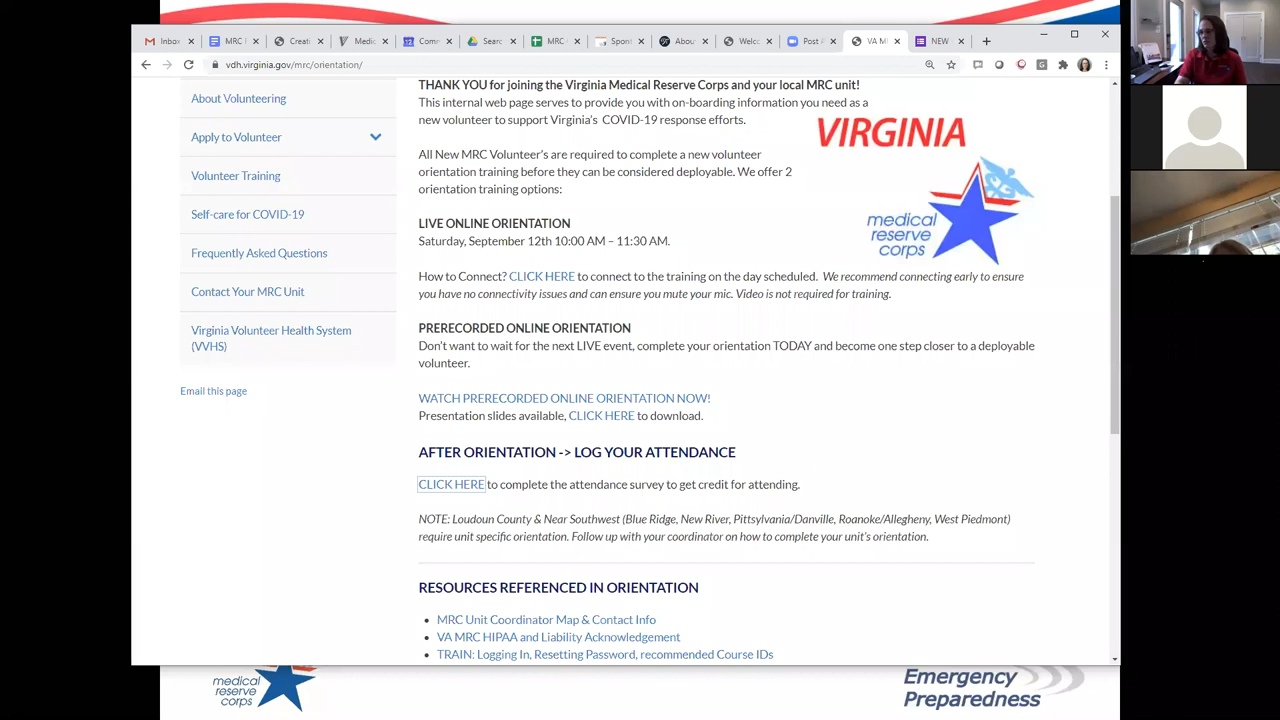 Inbox
MRC
Creati
Medic
Comm
Searc
MRC
Spont
About
Welco
Post A
VA M
NEW
vdh.virginia.gov/mrc/orientation/
About Volunteering
Apply to Volunteer
Volunteer Training
Self-care for COVID-19
Frequently Asked Questions
Contact Your MRC Unit
Virginia Volunteer Health System
(VVHS)
Email this page
THANK YOU for joining the Virginia Medical Reserve Corps and your local MRC unit!
This internal web page serves to provide you with on-boarding information you need as a
new volunteer to support Virginia's COVID-19 response efforts.
All New MRC Volunteer's are required to complete a new volunteer
orientation training before they can be considered deployable. We offer 2
orientation training options:
VIRGINIA
medical
reserve
corps
LIVE ONLINE ORIENTATION
Saturday, September 12th 10:00 AM – 11:30 AM.
How to Connect? CLICK HERE to connect to the training on the day scheduled. We recommend connecting early to ensure
you have no connectivity issues and can ensure you mute your mic. Video is not required for training.
PRERECORDED ONLINE ORIENTATION
Don't want to wait for the next LIVE event, complete your orientation TODAY and become one step closer to a deployable
volunteer.
WATCH PRERECORDED ONLINE ORIENTATION NOW!
Presentation slides available, CLICK HERE to download.
AFTER ORIENTATION -> LOG YOUR ATTENDANCE
CLICK HERE to complete the attendance survey to get credit for attending.
NOTE: Loudoun County & Near Southwest (Blue Ridge, New River, Pittsylvania/Danville, Roanoke/Allegheny, West Piedmont)
require unit specific orientation. Follow up with your coordinator on how to complete your unit's orientation.
RESOURCES REFERENCED IN ORIENTATION
MRC Unit Coordinator Map & Contact Info
VA MRC HIPAA and Liability Acknowledgement
TRAIN: Logging In, Resetting Password, recommended Course IDs
medical
reserve
corps
Emergency
Preparedness